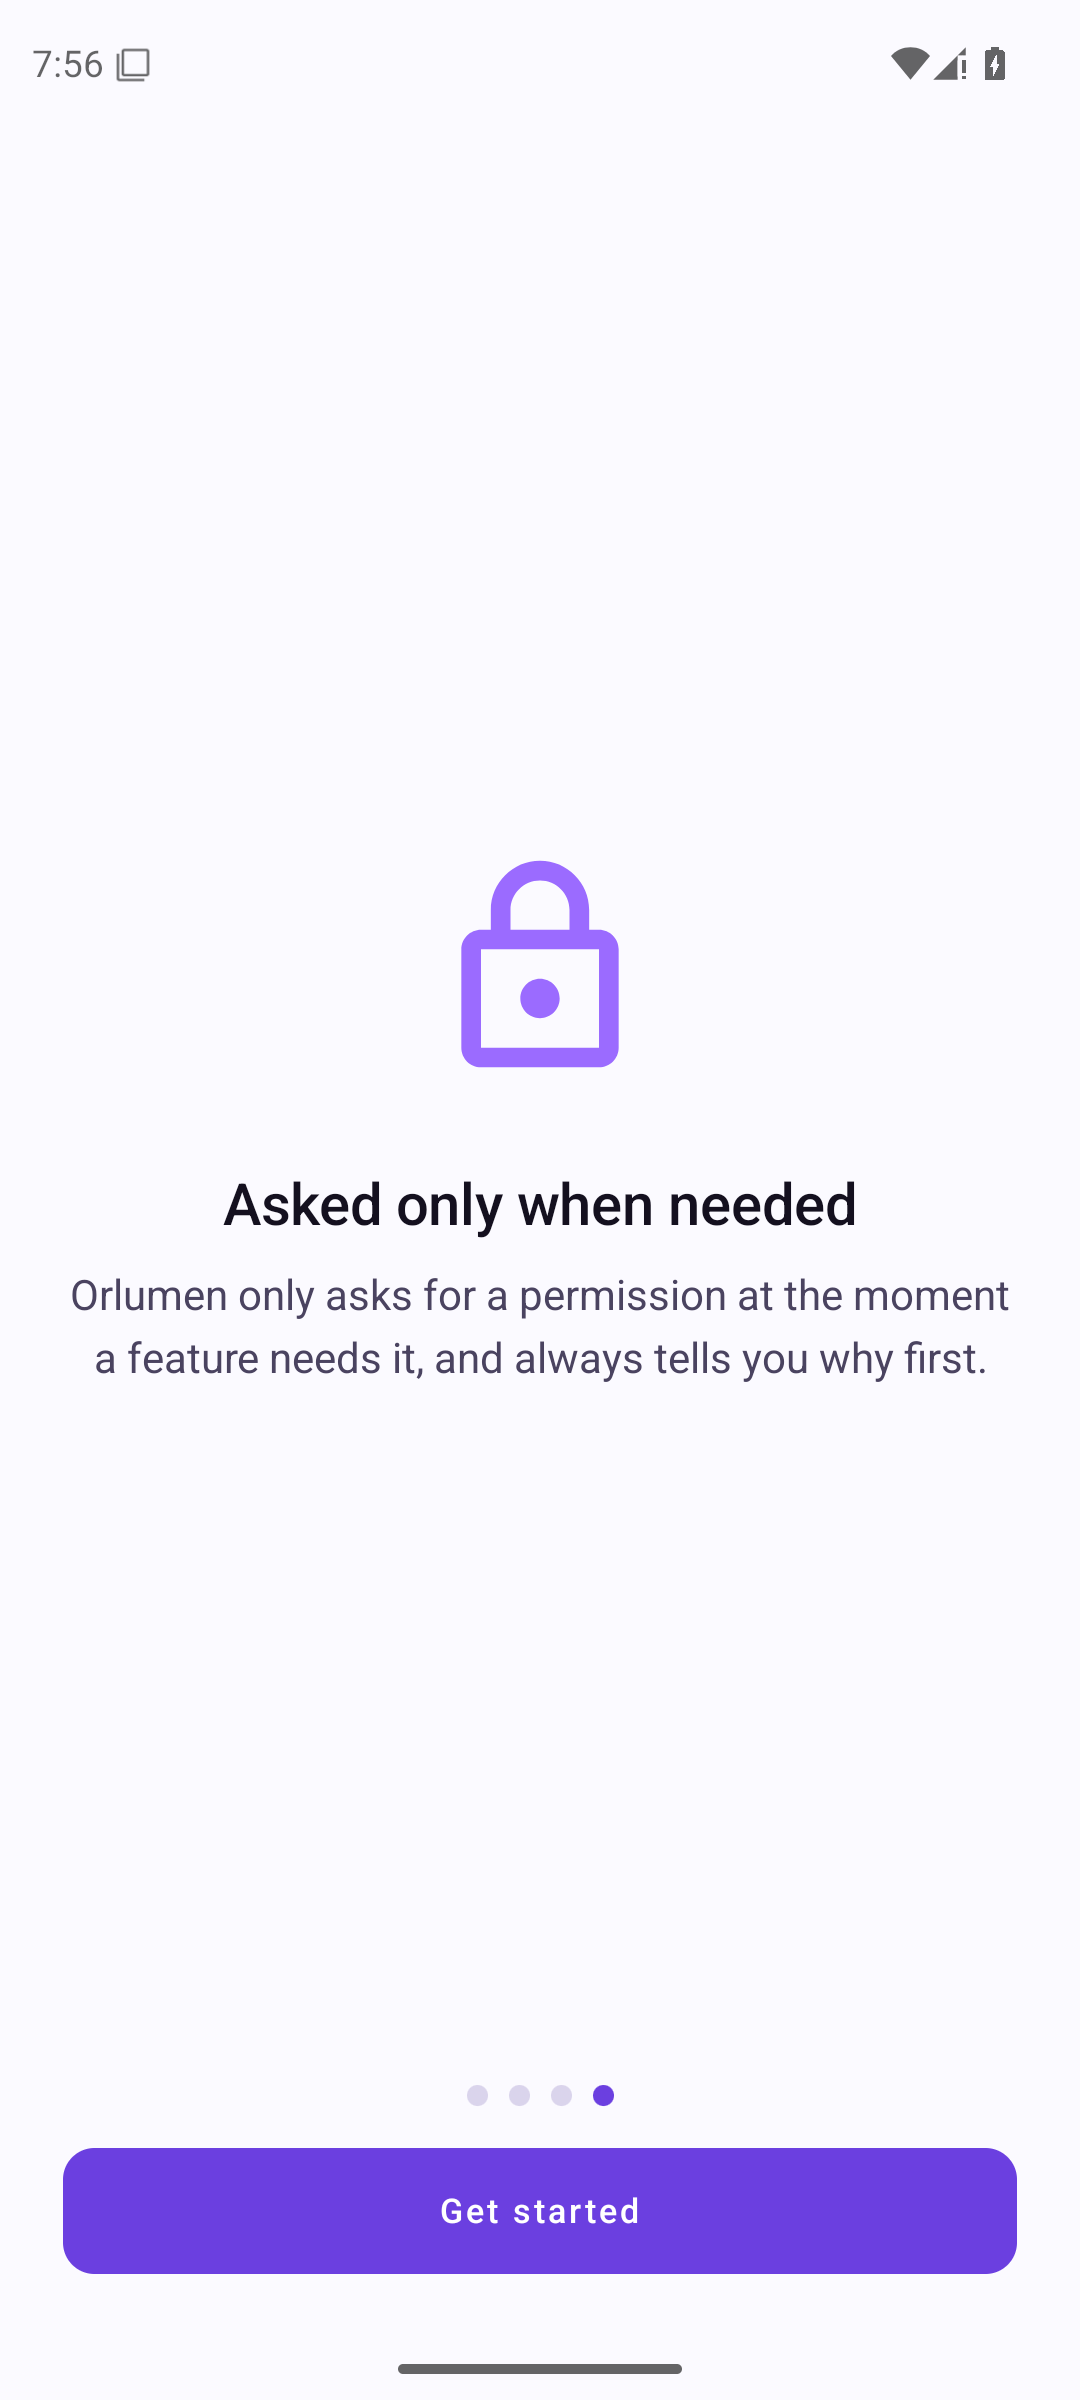 7:56
Asked only when needed
Orlumen only asks for a permission at the moment
a feature needs it, and always tells you why first.
Get started